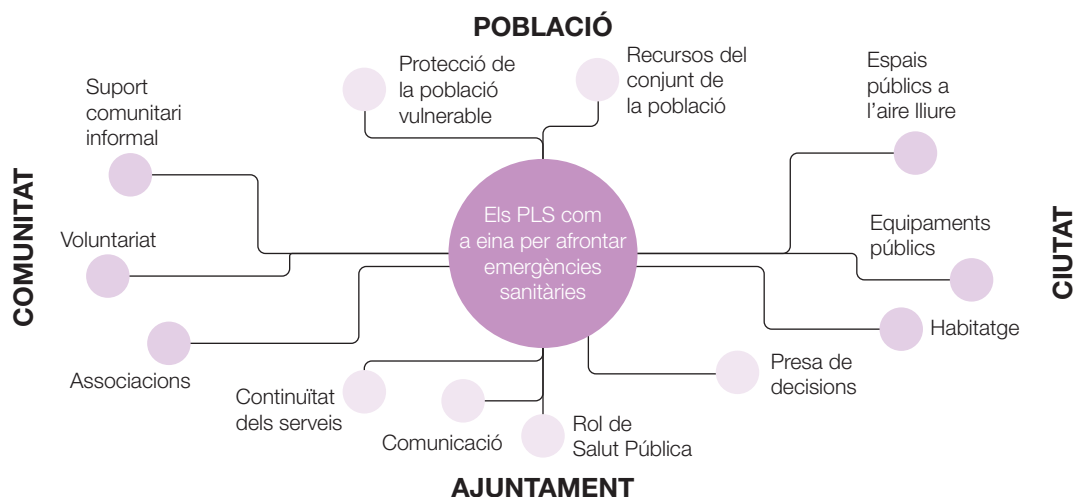 POBLACIÓ
Protecció de
la població
vulnerable
Recursos del
conjunt de
la població
Espais
públics a
l'aire lliure
Suport
comunitari
informal
COMUNITAT
Voluntariat
Els PLS com
a eina per afrontar
emergències
sanitàries
Equipaments
públics
CIUTAT
Habitatge
Associacions
Continuïtat
dels serveis
Comunicació
Rol de
Salut Pública
Presa de
decisions
AJUNTAMENT